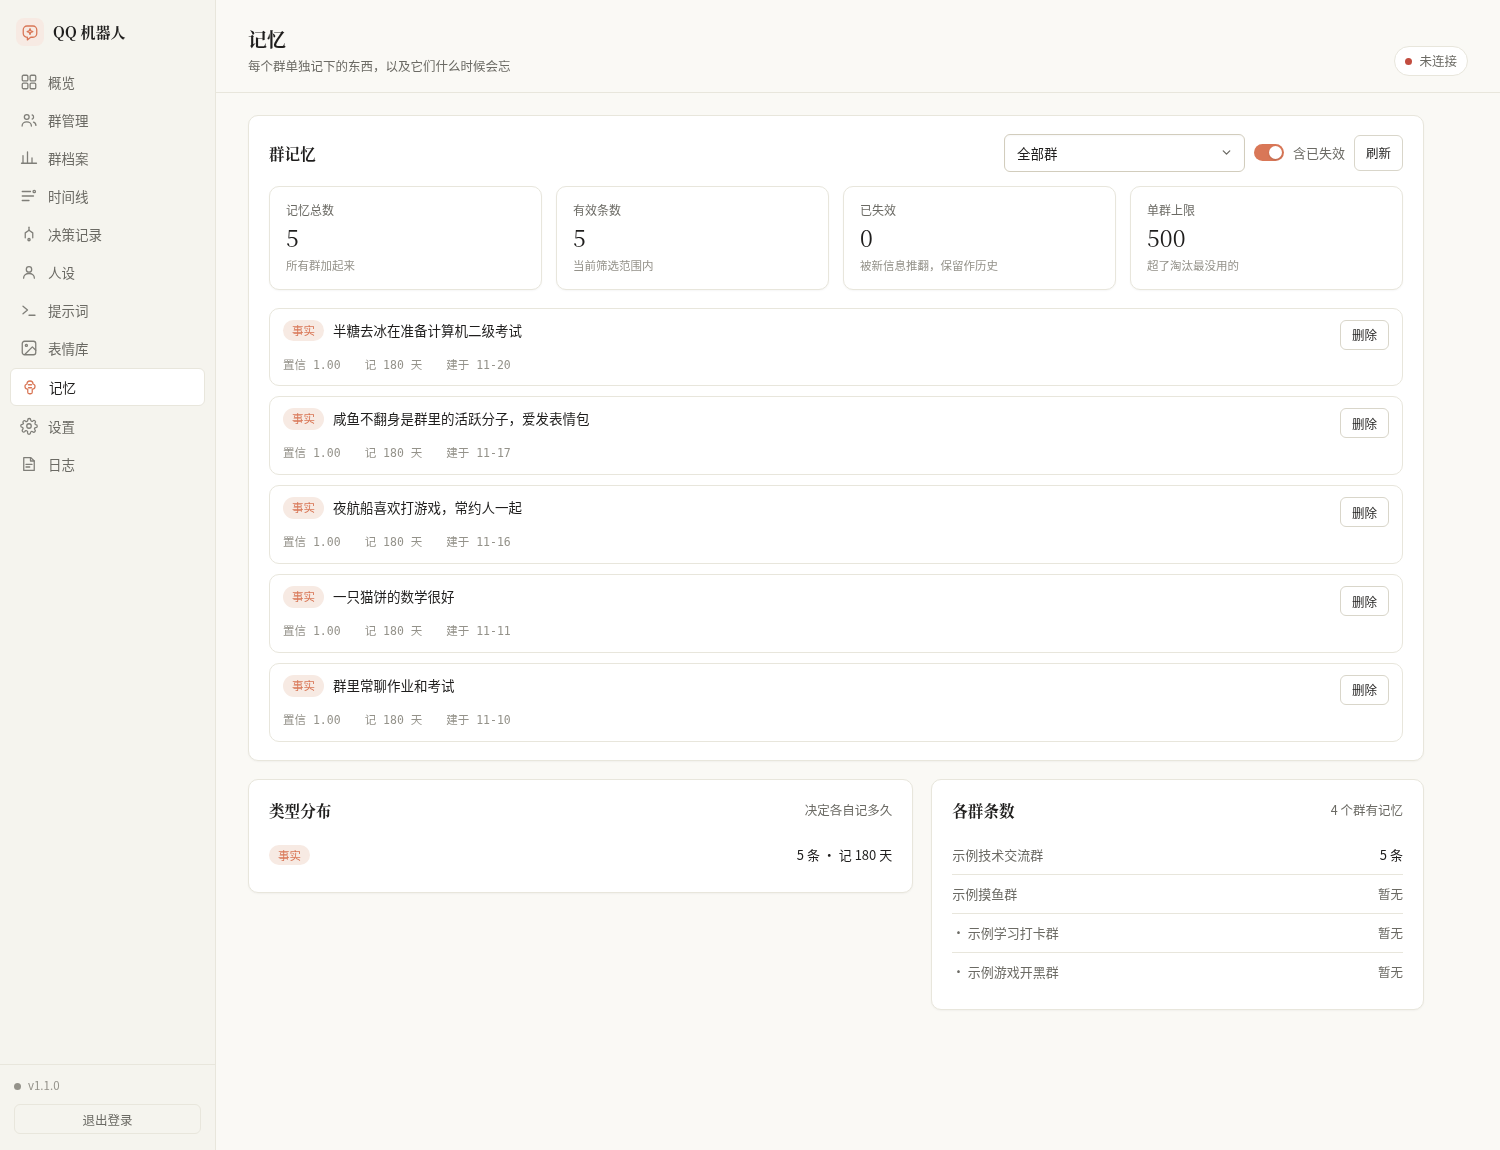 QQ 机器人
概览
群管理
群档案
时间线
决策记录
人设
提示词
表情库
记忆
设置
日志
v1.1.0
退出登录
记忆
每个群单独记下的东西，以及它们什么时候会忘
未连接
群记忆
全部群
含已失效
刷新
记忆总数
5
所有群加起来
有效条数
5
当前筛选范围内
已失效
0
被新信息推翻，保留作历史
单群上限
500
超了淘汰最没用的
事实 半糖去冰在准备计算机二级考试
删除
置信 1.00 记 180 天 建于 11-20
事实 咸鱼不翻身是群里的活跃分子，爱发表情包
删除
置信 1.00 记 180 天 建于 11-17
事实 夜航船喜欢打游戏，常约人一起
删除
置信 1.00 记 180 天 建于 11-16
事实 一只猫饼的数学很好
删除
置信 1.00 记 180 天 建于 11-11
事实 群里常聊作业和考试
删除
置信 1.00 记 180 天 建于 11-10
类型分布
决定各自记多久
事实
5 条 · 记 180 天
各群条数
4 个群有记忆
示例技术交流群 5 条
示例摸鱼群 暂无
· 示例学习打卡群 暂无
· 示例游戏开黑群 暂无